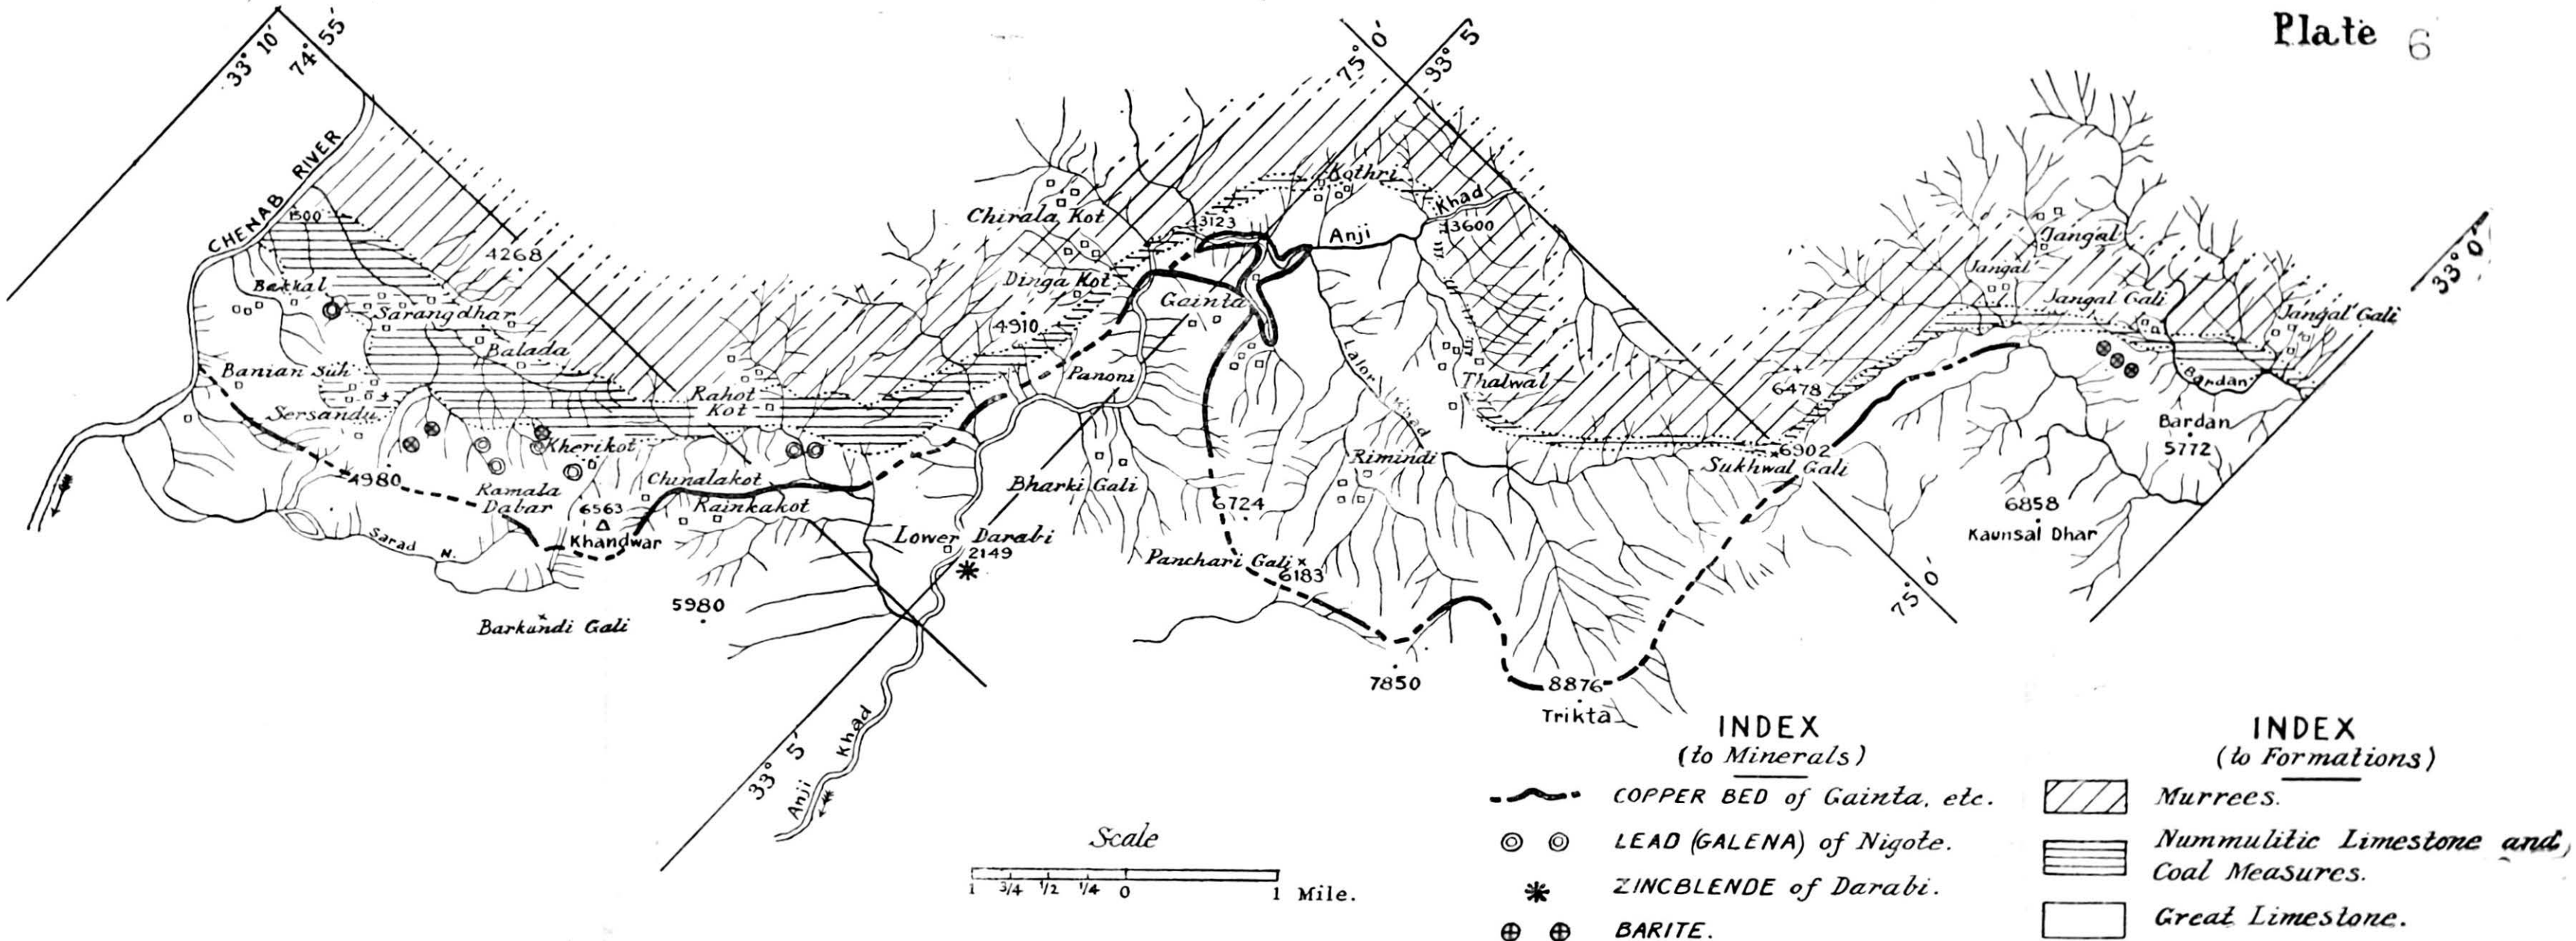 Plate 6
33° 10'
74° 55'
75° 0'
33° 5'
CHENAB RIVER
1500
4268
Bakkal
Sarangdhar
Balada
Banian Suh
Sersandu
Rahot
Kot
Kherikot
4980
Ramala
Dabar
6563
Khandwar
Chinalakot
Rainkakot
Sarad N.
Barkundi Gali
5980
Chirala Kot
Dinga Kot
4910
Panoni
Gainta
3123
Kothri
Anji Khad
3600
Lalori
Thalwal
Rimindi
Bharki Gali
Lower Darabi
2149
6724
Panchari Gali
6183
7850
8876
Trikta
6478
6902
Sukhwal Gali
Jangal
Jangal
Jangal Gali
Jangal Gali
Bardan
Bardan
5772
6858
Kaunsal Dhar
33° 0'
75° 0'
33° 5'
Anji Khad
Scale
1 3/4 1/2 1/4 0 1 Mile.
INDEX
(to Minerals)
COPPER BED of Gainta, etc.
LEAD (GALENA) of Nigote.
ZINCBLENDE of Darabi.
BARITE.
INDEX
(to Formations)
Murrees.
Nummulitic Limestone and
Coal Measures.
Great Limestone.